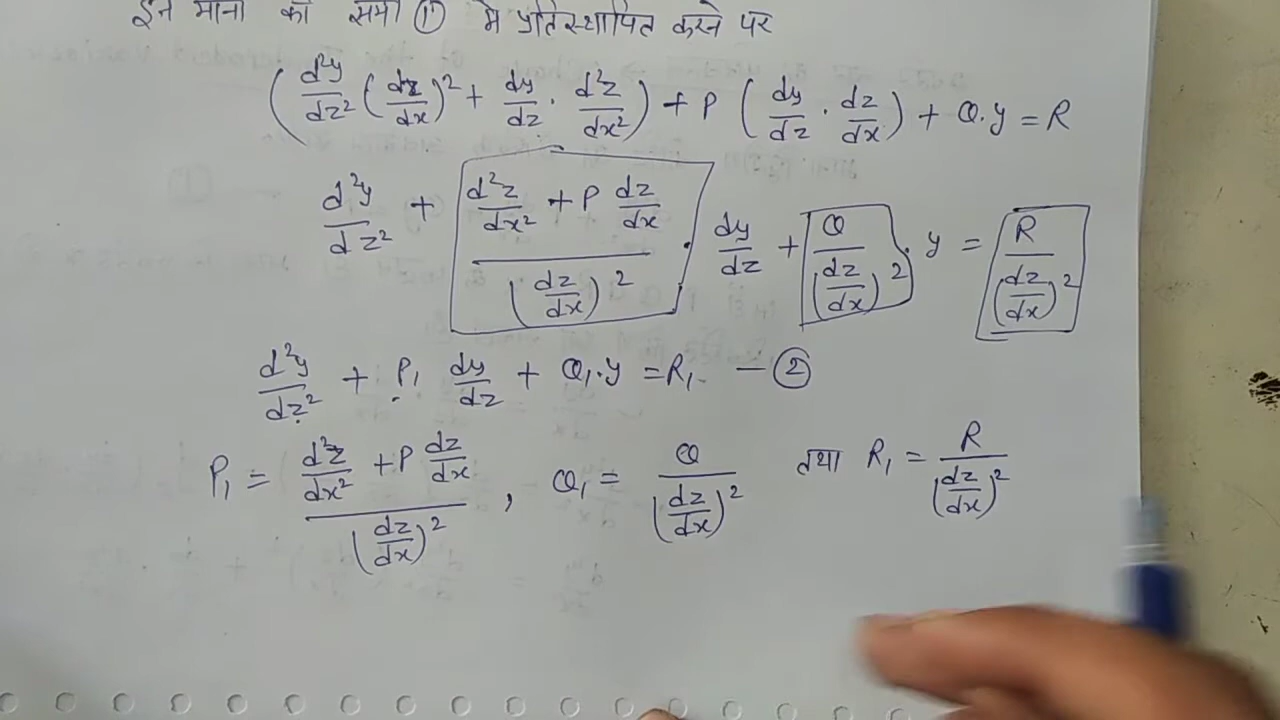 इन मानों को समी ① में प्रतिस्थापित करने पर
(d²y/dz² (dz/dx)² + dy/dz · d²z/dx²) + P (dy/dz · dz/dx) + Q·y = R
d²y/dz² + (d²z/dx² + P dz/dx)/(dz/dx)² · dy/dz + Q/(dz/dx)² · y = R/(dz/dx)²
d²y/dz² + P₁ dy/dz + Q₁·y = R₁ – ②
P₁ = (d²z/dx² + P dz/dx)/(dz/dx)², Q₁ = Q/(dz/dx)² तथा R₁ = R/(dz/dx)²